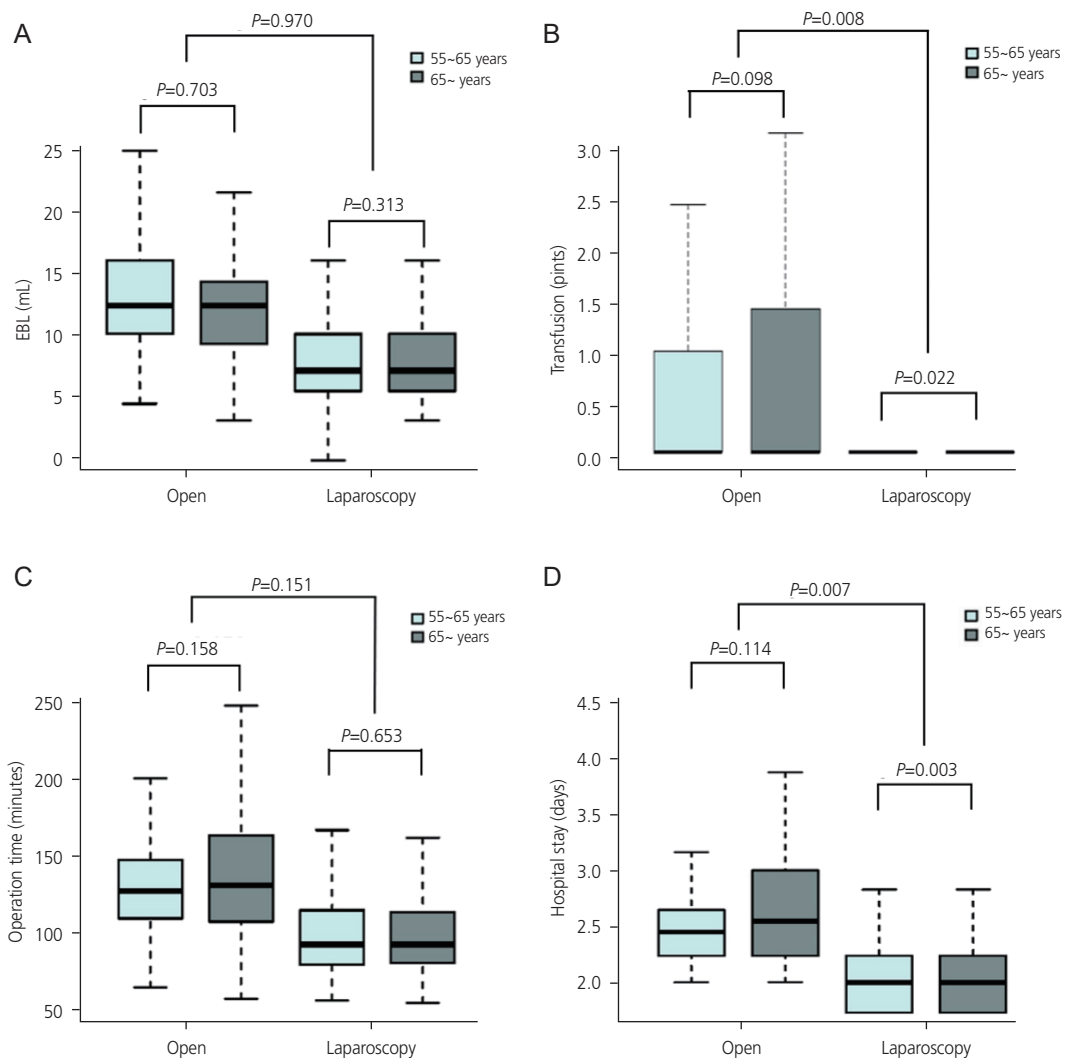 A
P=0.970
55~65 years
65~ years
P=0.703
P=0.313
EBL (mL)
25
20
15
10
5
0
Open
Laparoscopy
B
P=0.008
55~65 years
65~ years
P=0.098
P=0.022
Transfusion (pints)
3.0
2.5
2.0
1.5
1.0
0.5
0.0
Open
Laparoscopy
C
P=0.151
55~65 years
65~ years
P=0.158
P=0.653
Operation time (minutes)
250
200
150
100
50
Open
Laparoscopy
D
P=0.007
55~65 years
65~ years
P=0.114
P=0.003
Hospital stay (days)
4.5
4.0
3.5
3.0
2.5
2.0
Open
Laparoscopy